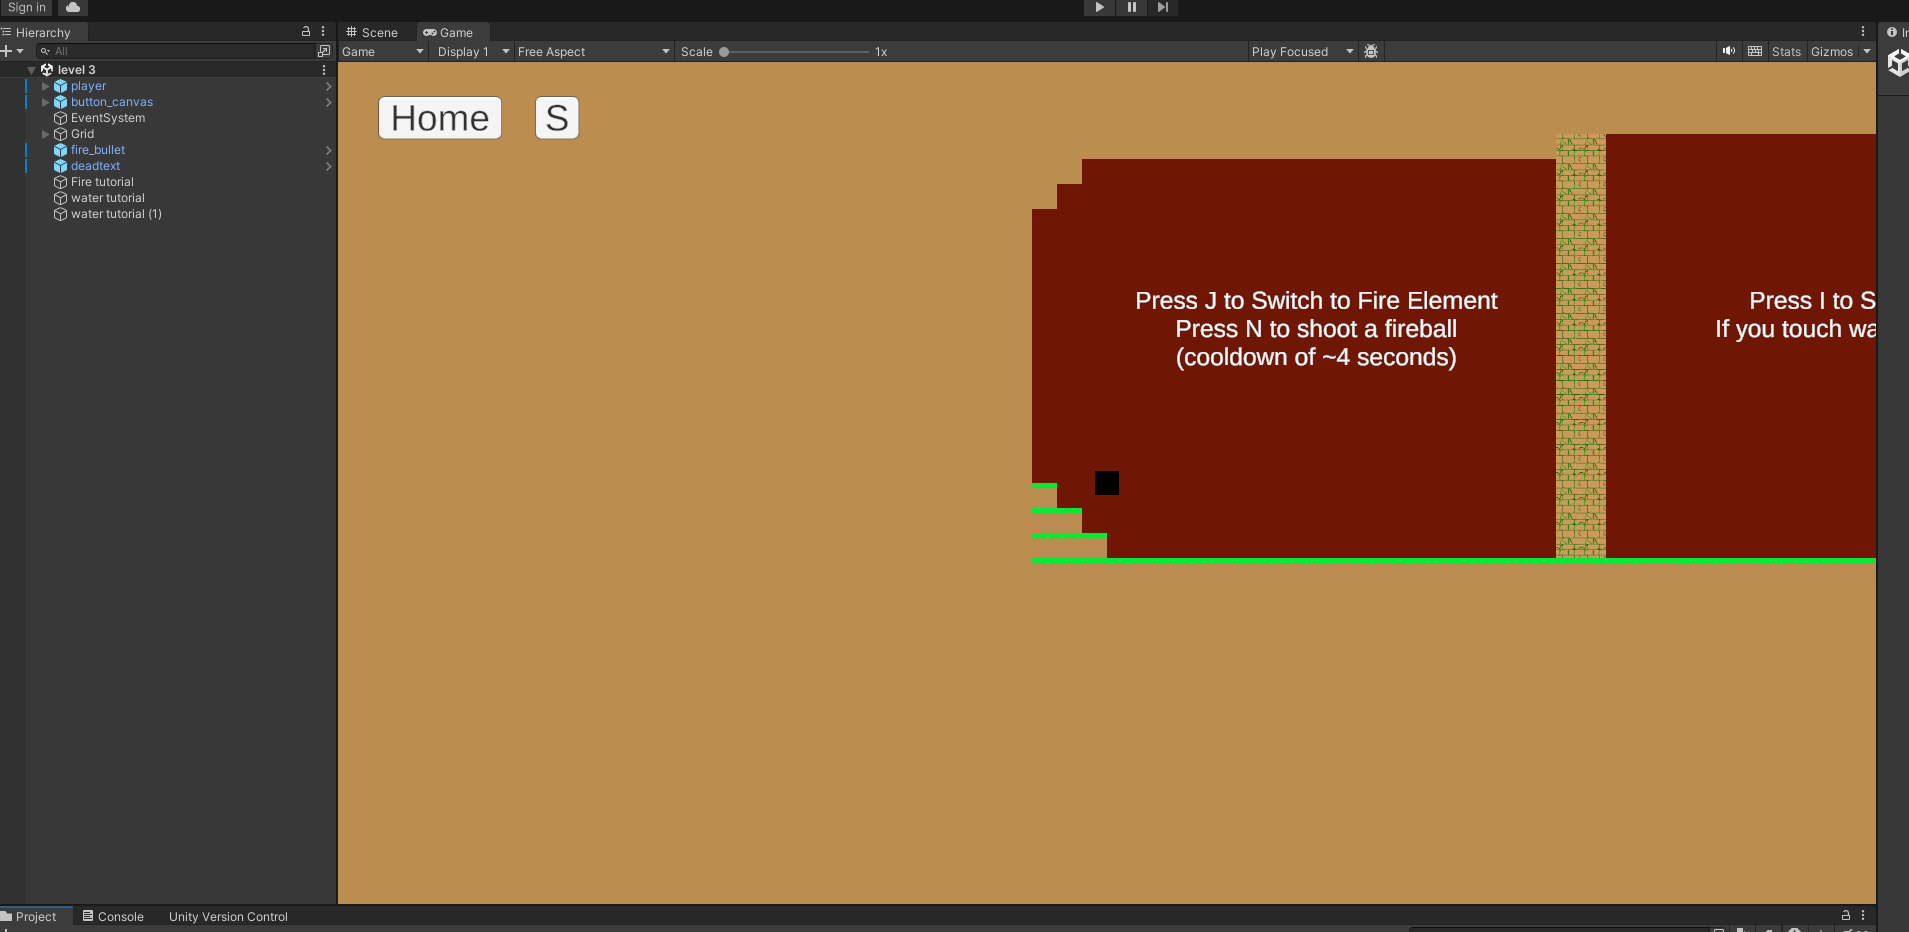 Sign in
Hierarchy
All
level 3
player
button_canvas
EventSystem
Grid
fire_bullet
deadtext
Fire tutorial
water tutorial
water tutorial (1)
Scene
Game
Game
Display 1
Free Aspect
Scale
1x
Play Focused
Stats
Gizmos
Home
S
Press J to Switch to Fire Element
Press N to shoot a fireball
(cooldown of ~4 seconds)
Press I to S
If you touch wa
Project
Console
Unity Version Control